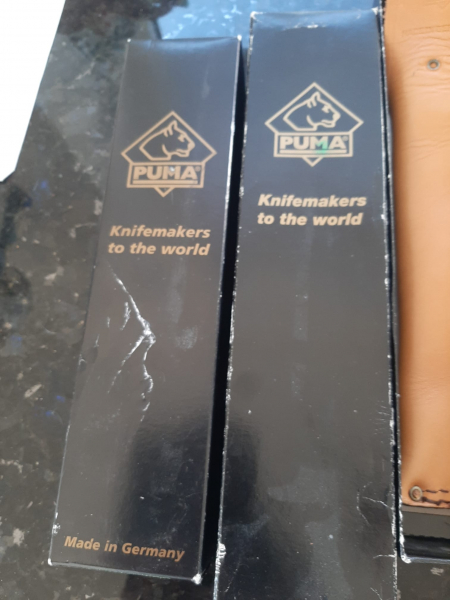 PUMA®
Knifemakers
to the world
Made in Germany
PUMA®
Knifemakers
to the world